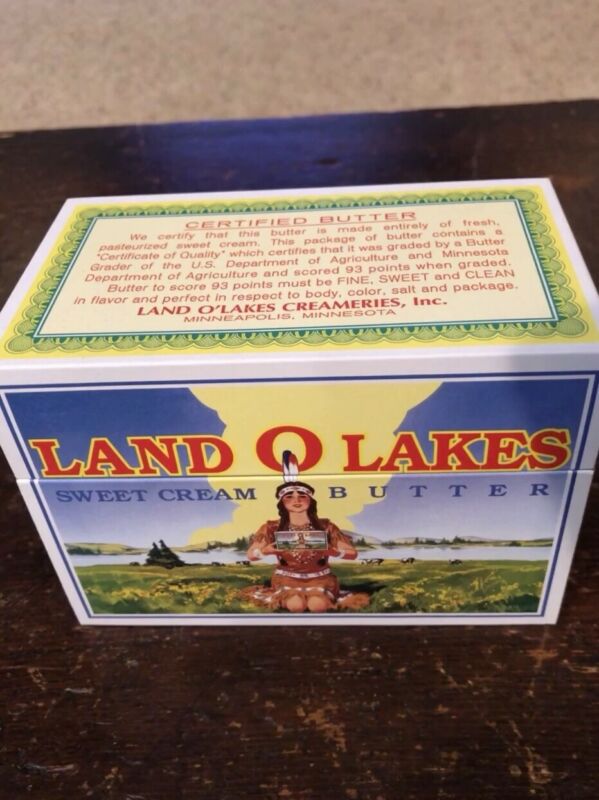 CERTIFIED BUTTER
We certify that this butter is made entirely of fresh,
pasteurized sweet cream. This package of butter contains a
"Certificate of Quality" which certifies that it was graded by a Butter
Grader of the U.S. Department of Agriculture and Minnesota
Department of Agriculture and scored 93 points when graded.
Butter to score 93 points must be FINE, SWEET and CLEAN
in flavor and perfect in respect to body, color, salt and package.
LAND O'LAKES CREAMERIES, Inc.
MINNEAPOLIS, MINNESOTA
LAND O LAKES
SWEET CREAM BUTTER